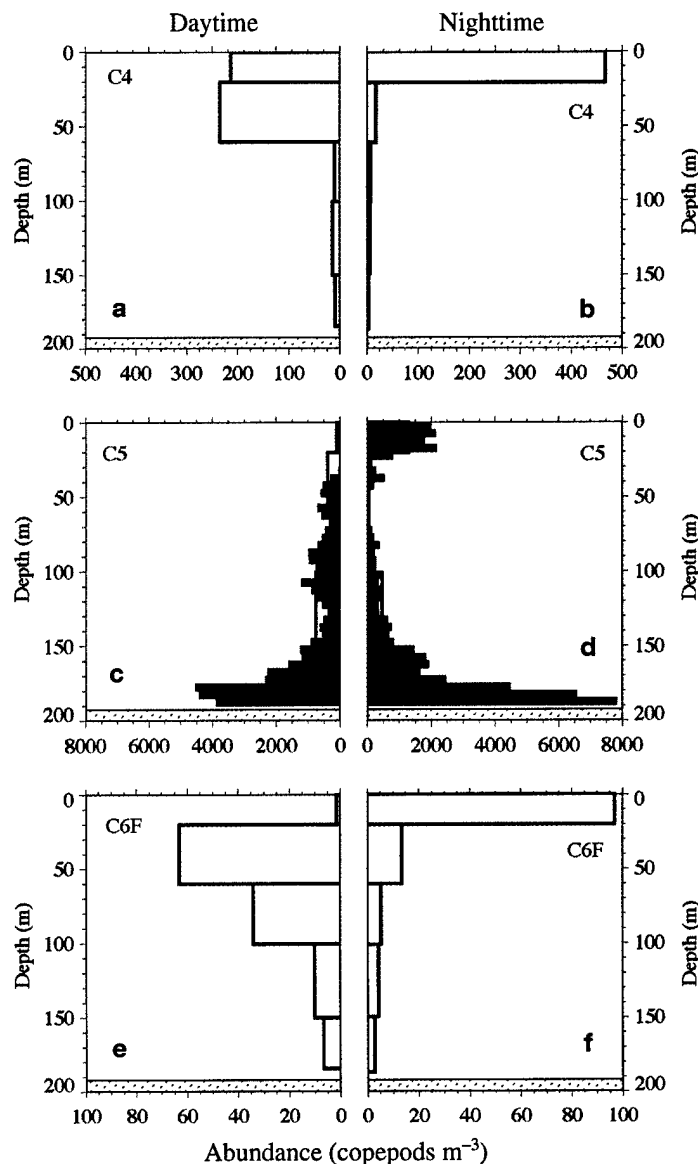 Daytime Nighttime
0 0
C4
50 50
C4
Depth (m) Depth (m)
100 100
150 150
a b
200 200
500 400 300 200 100 0 0 100 200 300 400 500
0 0
C5 C5
50 50
Depth (m) Depth (m)
100 100
150 150
c d
200 200
8000 6000 4000 2000 0 0 2000 4000 6000 8000
0 0
C6F
C6F
50 50
Depth (m) Depth (m)
100 100
150 150
e f
200 200
100 80 60 40 20 0 0 20 40 60 80 100
Abundance (copepods m⁻³)